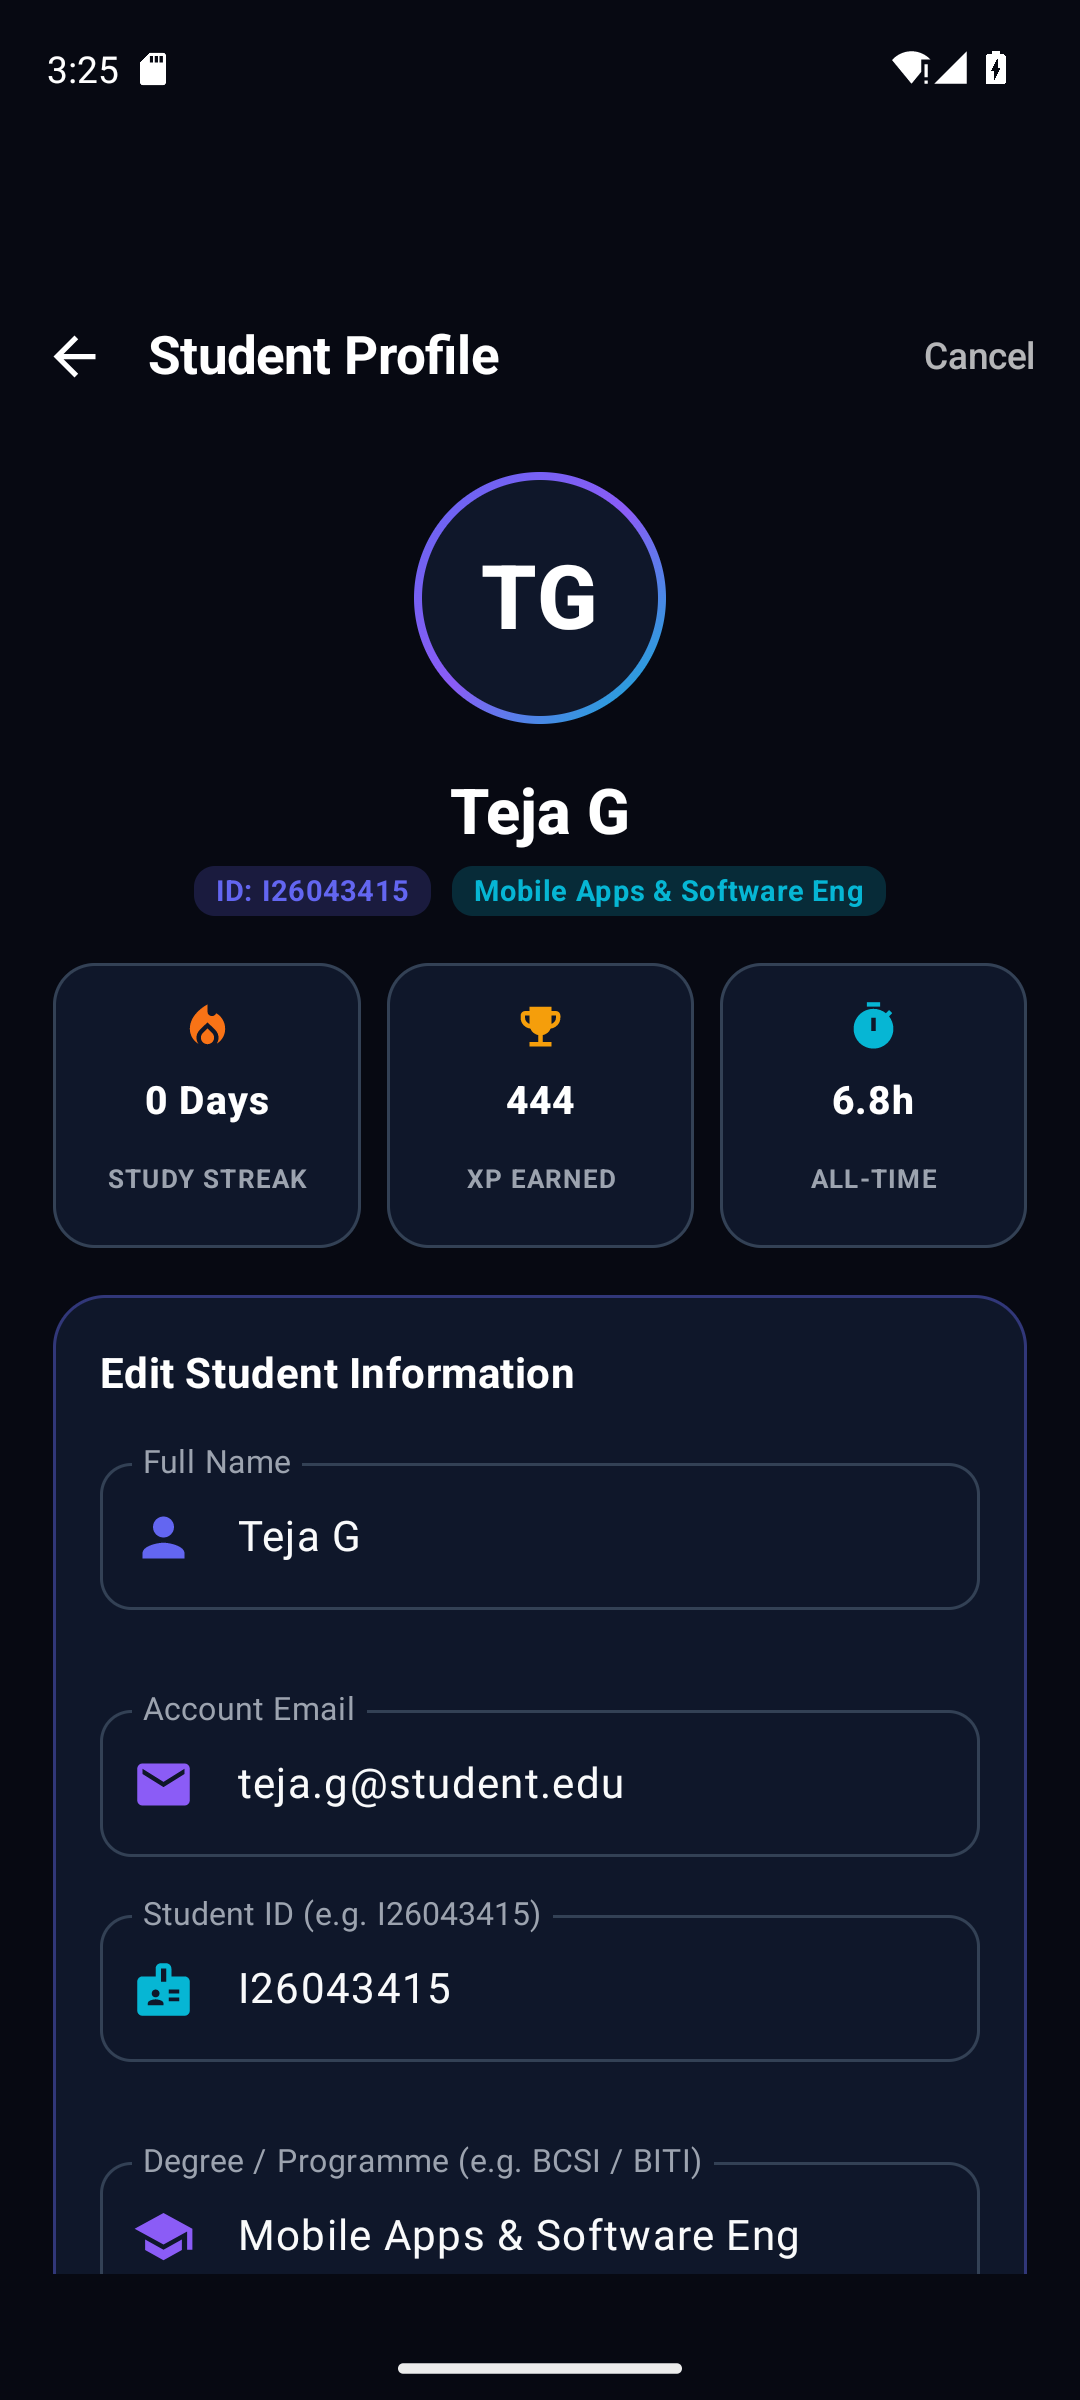 3:25
Student Profile
Cancel
TG
Teja G
ID: I26043415
Mobile Apps & Software Eng
0 Days
444
6.8h
STUDY STREAK
XP EARNED
ALL-TIME
Edit Student Information
Full Name
Teja G
Account Email
teja.g@student.edu
Student ID (e.g. I26043415)
I26043415
Degree / Programme (e.g. BCSI / BITI)
Mobile Apps & Software Eng